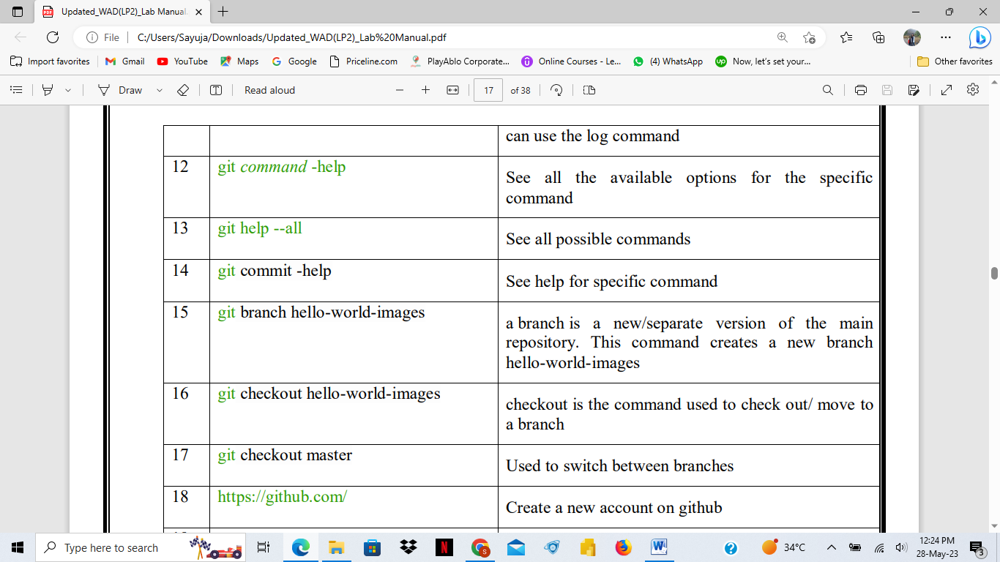 Updated_WAD(LP2)_Lab Manual.
File
C:/Users/Sayuja/Downloads/Updated_WAD(LP2)_Lab%20Manual.pdf
Import favorites
Gmail
YouTube
Maps
Google
Priceline.com
PlayAblo Corporate...
Online Courses - Le...
(4) WhatsApp
Now, let's set your...
Other favorites
Draw
Read aloud
17
of 38
can use the log command
12
git command -help
See all the available options for the specific
command
13
git help --all
See all possible commands
14
git commit -help
See help for specific command
15
git branch hello-world-images
a branch is a new/separate version of the main
repository. This command creates a new branch
hello-world-images
16
git checkout hello-world-images
checkout is the command used to check out/ move to
a branch
17
git checkout master
Used to switch between branches
18
https://github.com/
Create a new account on github
Type here to search
34°C
12:24 PM
28-May-23
3